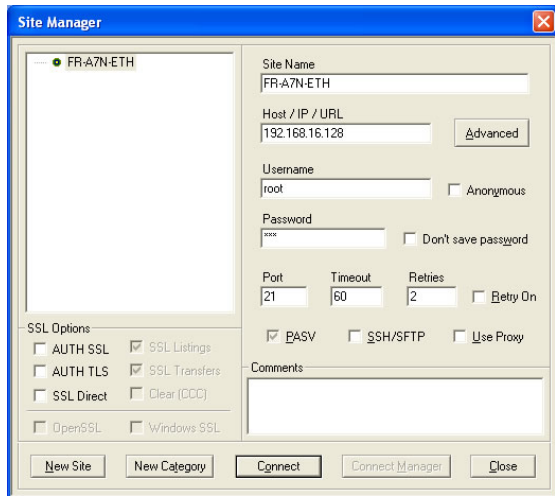 Site Manager
FR-A7N-ETH
Site Name
FR-A7N-ETH
Host / IP / URL
192.168.16.128
Advanced
Username
root
Anonymous
Password
***
Don't save password
Port Timeout Retries
21 60 2 Retry On
PASV SSH/SFTP Use Proxy
SSL Options
AUTH SSL SSL Listings
AUTH TLS SSL Transfers
SSL Direct Clear (CCC)
OpenSSL Windows SSL
Comments
New Site New Category Connect Connect Manager Close